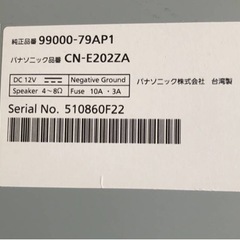 純正品番 99000-79AP1
パナソニック品番 CN-E202ZA
DC 12V Negative Ground パナソニック株式会社 台湾製
Speaker 4~8Ω Fuse 10A・3A
Serial No. 510860F22